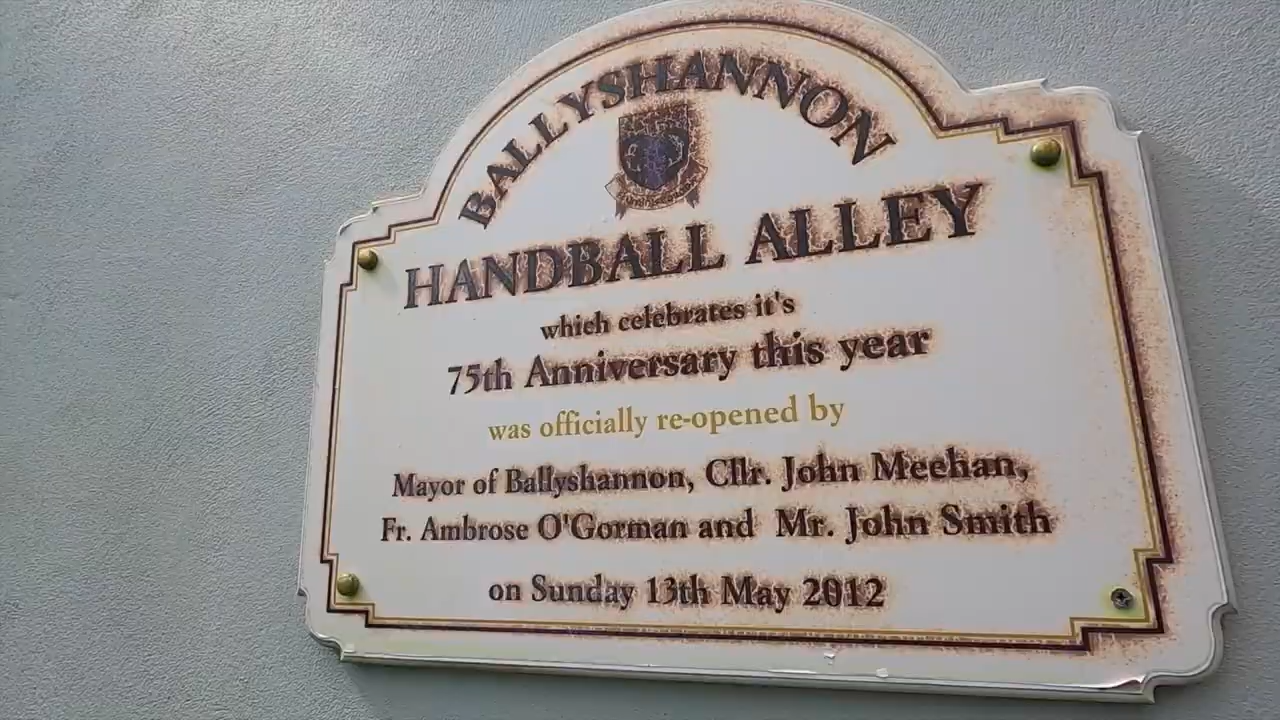 BALLYSHANNON
HANDBALL ALLEY
which celebrates it's
75th Anniversary this year
was officially re-opened by
Mayor of Ballyshannon, Cllr. John Meehan,
Fr. Ambrose O'Gorman and Mr. John Smith
on Sunday 13th May 2012